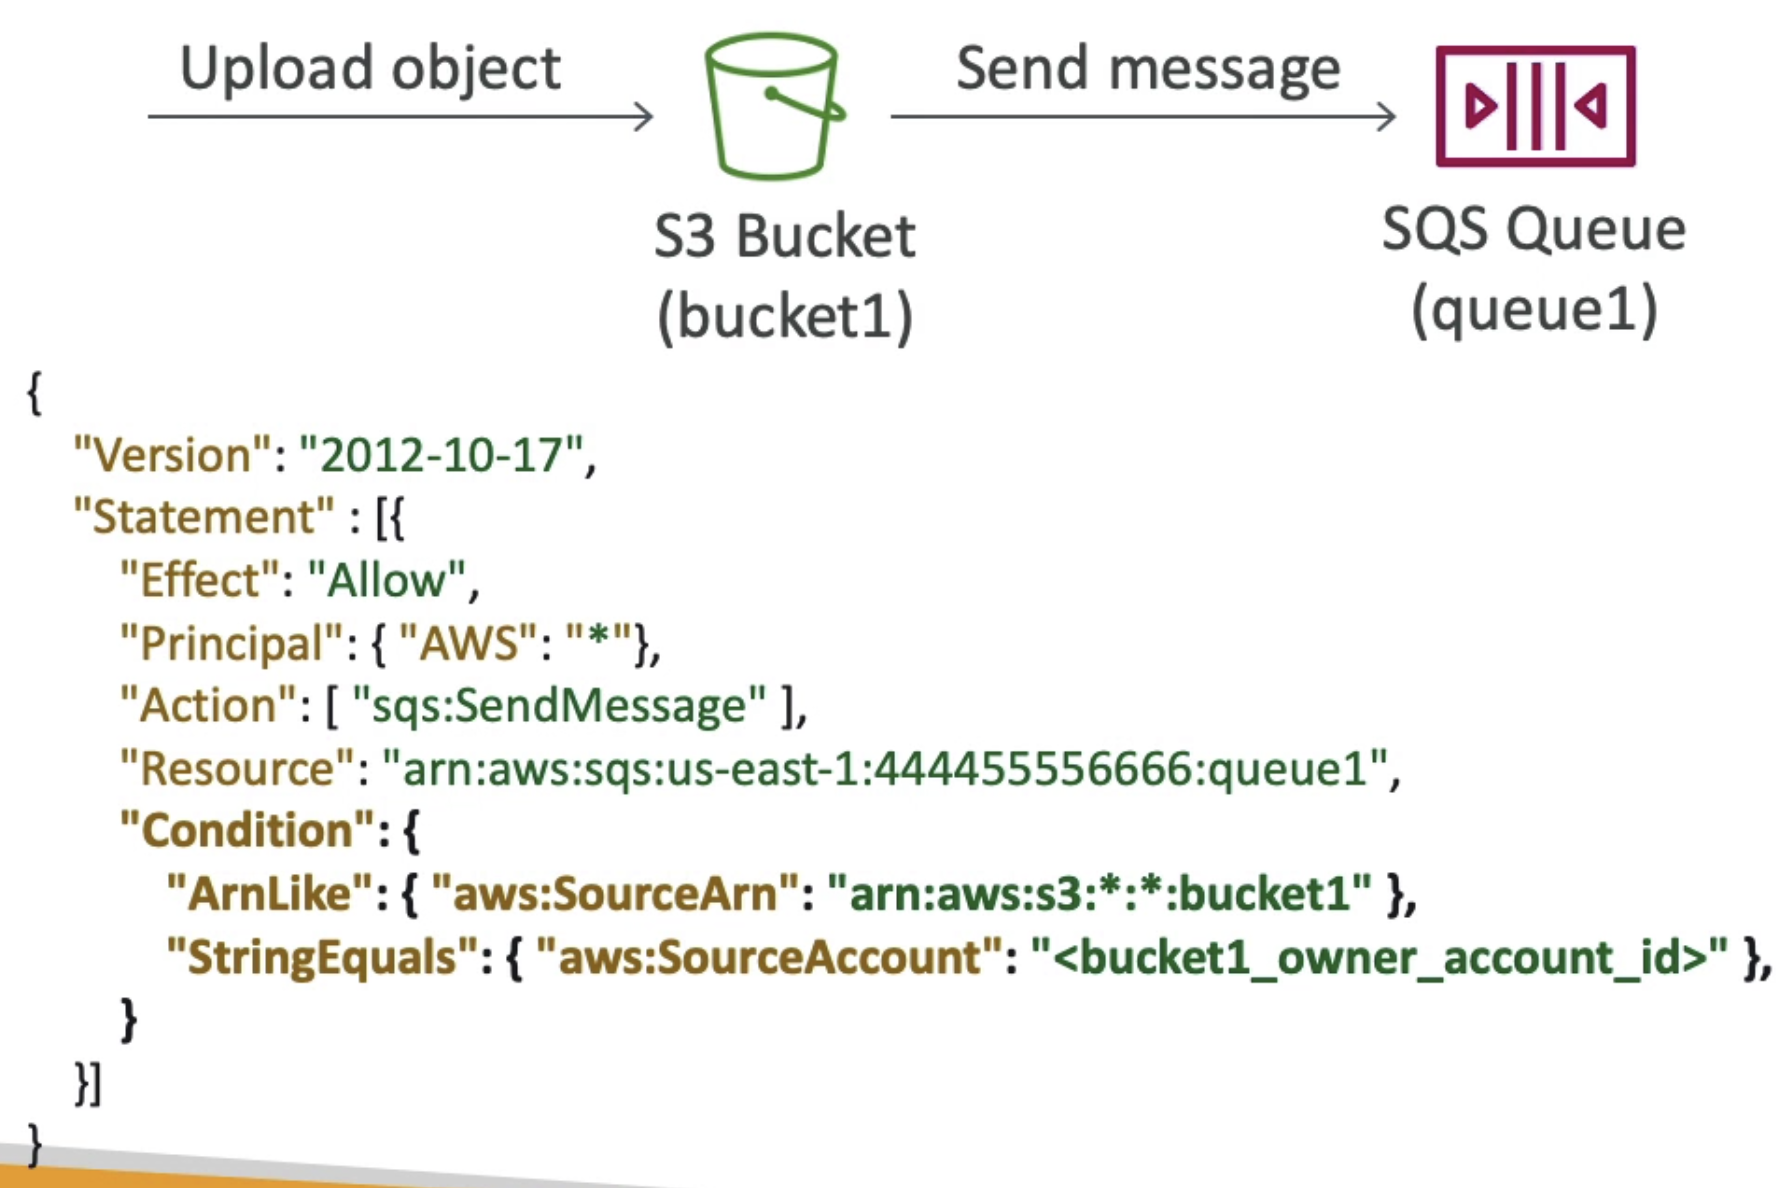 Upload object
Send message
S3 Bucket
(bucket1)
SQS Queue
(queue1)
{
"Version": "2012-10-17",
"Statement" : [{
"Effect": "Allow",
"Principal": { "AWS": "*"},
"Action": [ "sqs:SendMessage" ],
"Resource": "arn:aws:sqs:us-east-1:444455556666:queue1",
"Condition": {
"ArnLike": { "aws:SourceArn": "arn:aws:s3:*:*:bucket1" },
"StringEquals": { "aws:SourceAccount": "<bucket1_owner_account_id>" },
}
}]
}